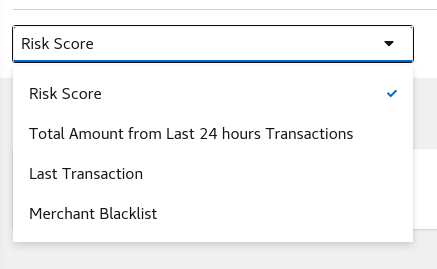 Risk Score
Risk Score
Total Amount from Last 24 hours Transactions
Last Transaction
Merchant Blacklist